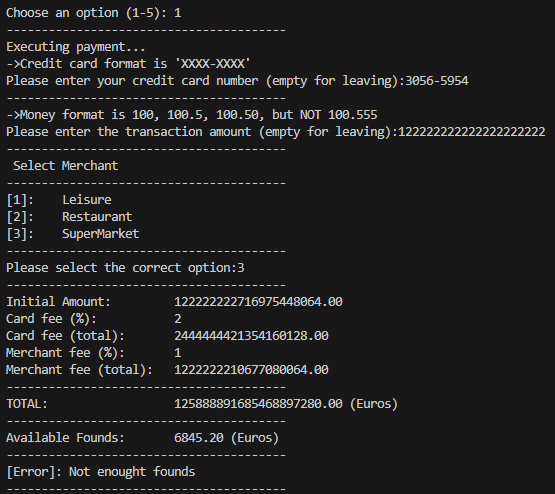 Choose an option (1-5): 1
----------------------------------------
Executing payment...
->Credit card format is 'XXXX-XXXX'
Please enter your credit card number (empty for leaving):3056-5954
----------------------------------------
->Money format is 100, 100.5, 100.50, but NOT 100.555
Please enter the transaction amount (empty for leaving):122222222222222222222
----------------------------------------
 Select Merchant
----------------------------------------
[1]:    Leisure
[2]:    Restaurant
[3]:    SuperMarket
----------------------------------------
Please select the correct option:3
----------------------------------------
Initial Amount:         122222222716975448064.00
Card fee (%):           2
Card fee (total):       2444444421354160128.00
Merchant fee (%):       1
Merchant fee (total):   1222222210677080064.00
----------------------------------------
TOTAL:                  125888891685468897280.00 (Euros)
----------------------------------------
Available Founds:       6845.20 (Euros)
----------------------------------------
[Error]: Not enought founds
----------------------------------------